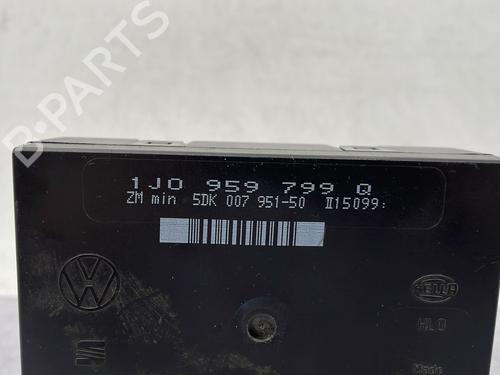 B-PARTS
1J0 959 799 Q
ZM min 5DK 007 951-50 II15099:
HELLA
HLO
Made